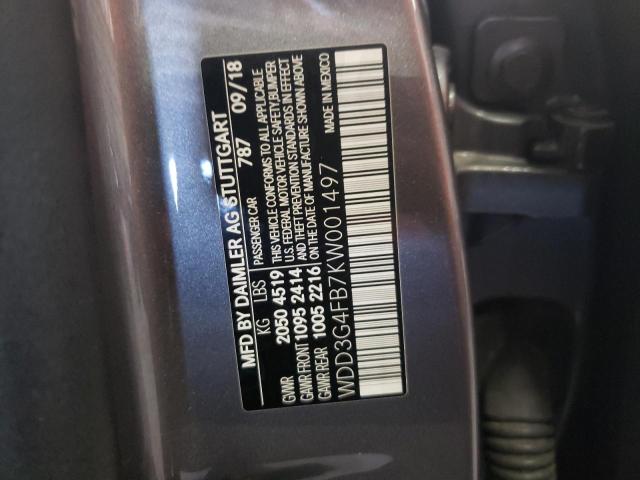 MFD BY DAIMLER AG STUTTGART
PASSENGER CAR 787 09/18
KG LBS
GVWR 2050 4519
GAWR FRONT 1095 2414
GAWR REAR 1005 2216
THIS VEHICLE CONFORMS TO ALL APPLICABLE
U.S. FEDERAL MOTOR VEHICLE SAFETY, BUMPER
AND THEFT PREVENTION STANDARDS IN EFFECT
ON THE DATE OF MANUFACTURE SHOWN ABOVE
MADE IN MEXICO
WDD3G4FB7KW001497